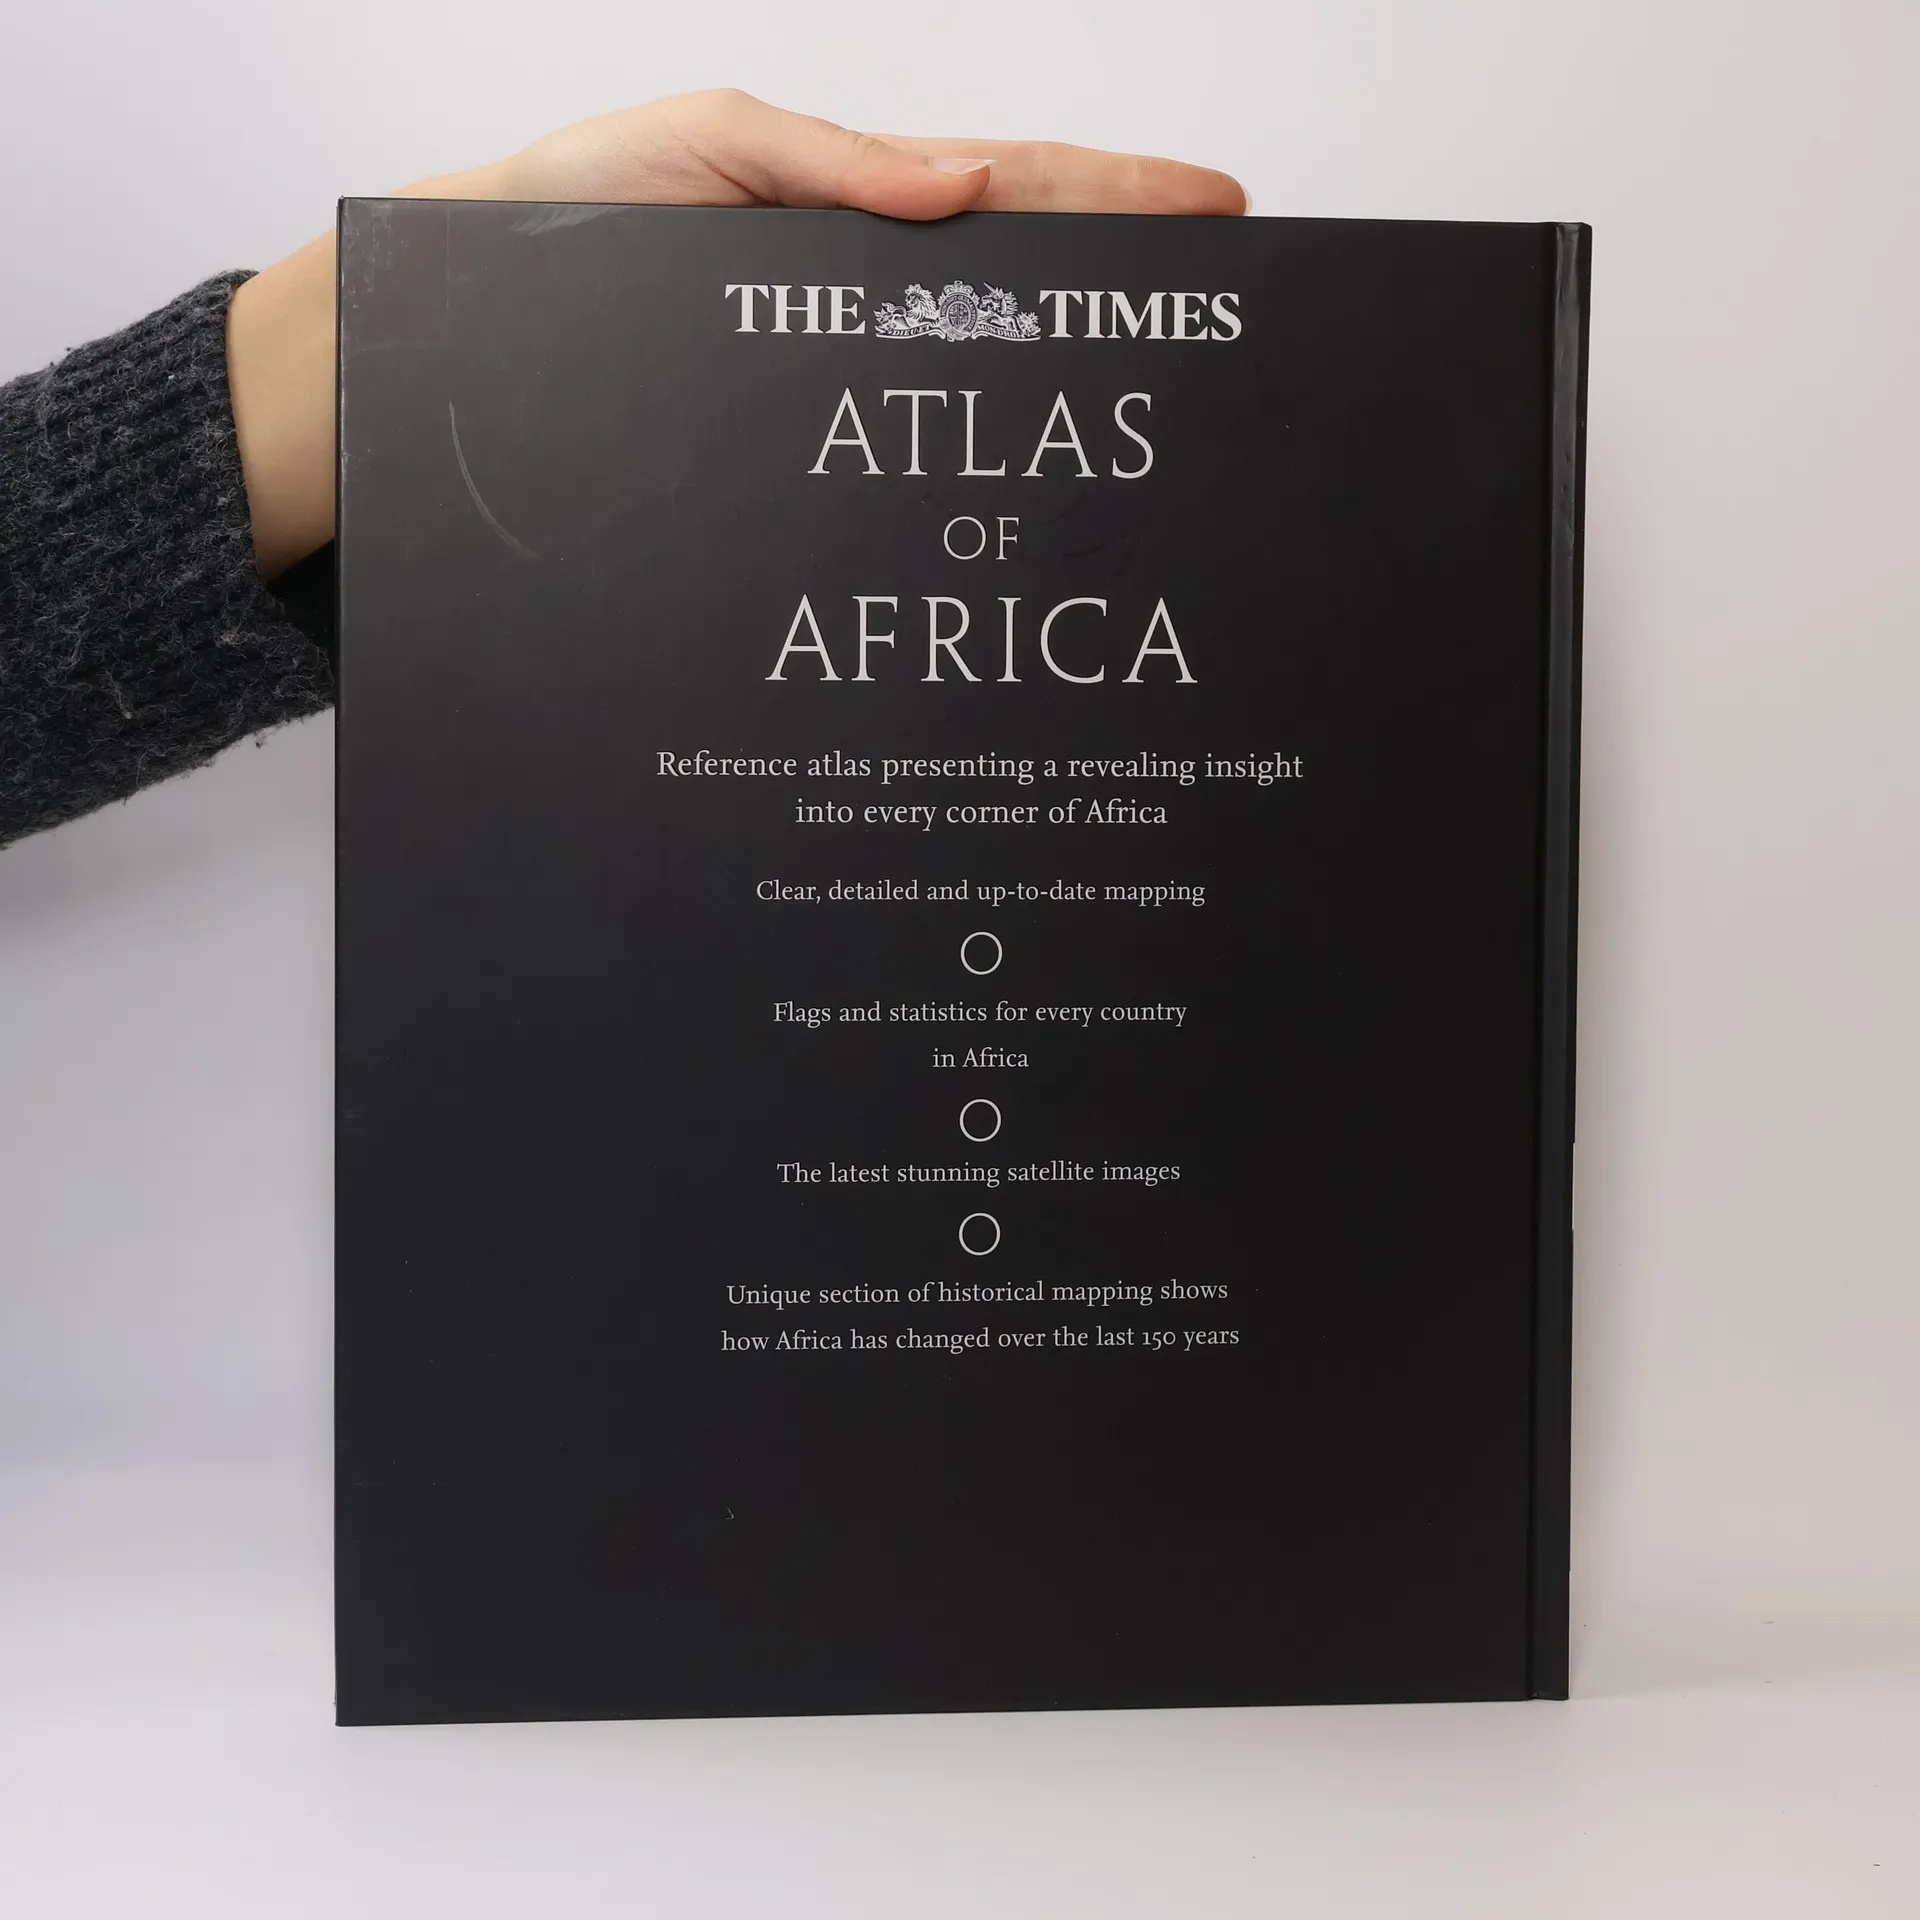 THE TIMES
ATLAS
OF
AFRICA
Reference atlas presenting a revealing insight
into every corner of Africa
Clear, detailed and up-to-date mapping
Flags and statistics for every country
in Africa
The latest stunning satellite images
Unique section of historical mapping shows
how Africa has changed over the last 150 years